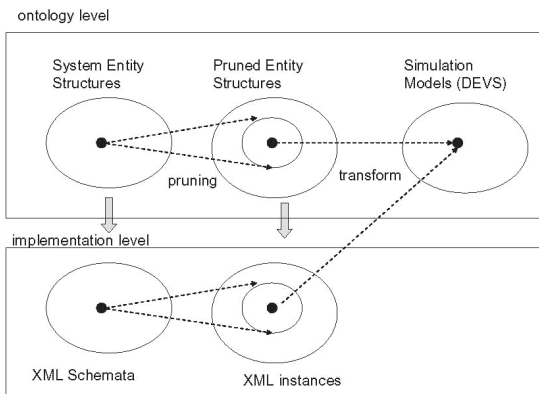 ontology level
System Entity
Structures
Pruned Entity
Structures
Simulation
Models (DEVS)
pruning
transform
implementation level
XML Schemata
XML instances